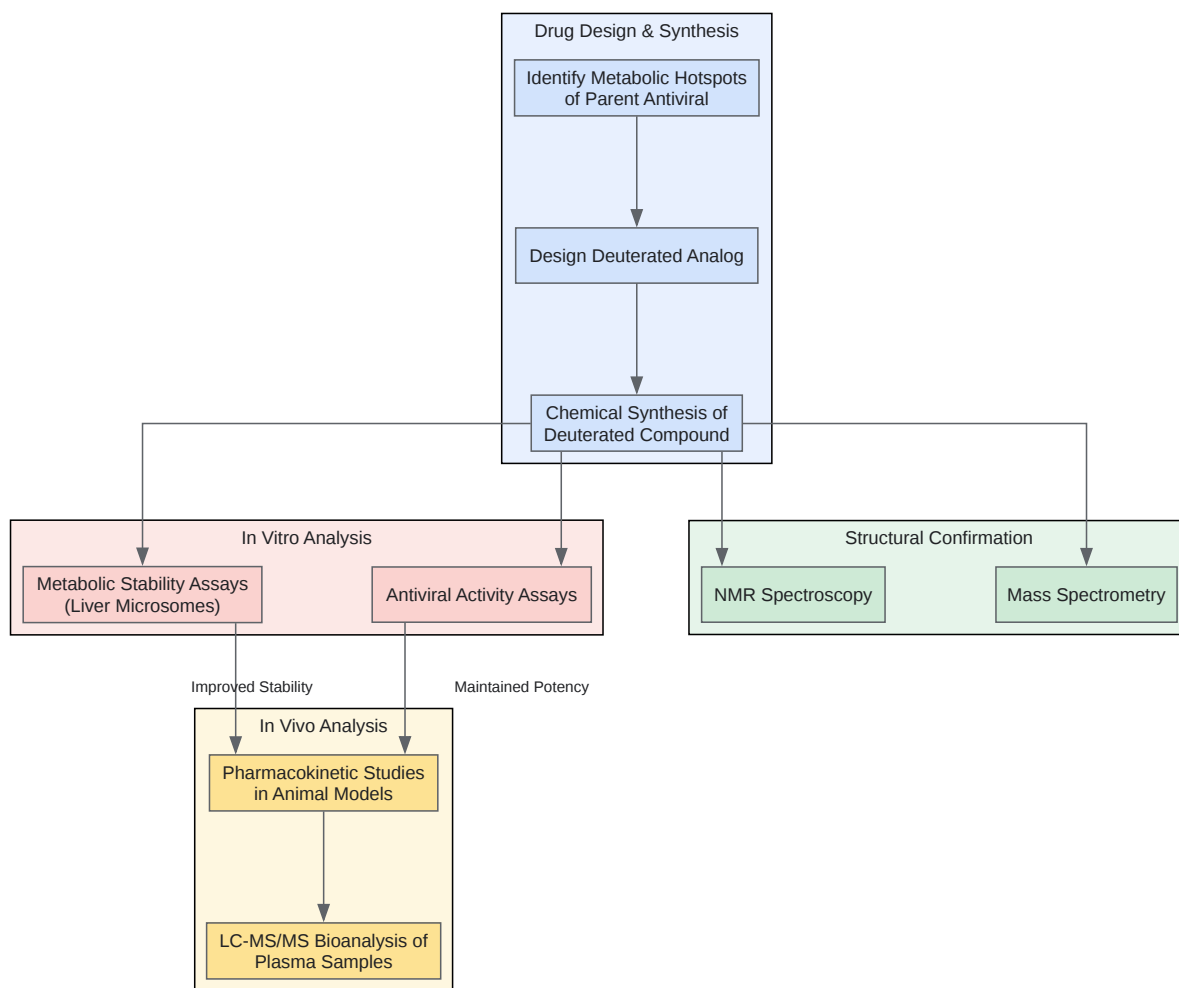 Drug Design & Synthesis
Identify Metabolic Hotspots
of Parent Antiviral
Design Deuterated Analog
Chemical Synthesis of
Deuterated Compound
In Vitro Analysis
Metabolic Stability Assays
(Liver Microsomes)
Antiviral Activity Assays
Structural Confirmation
NMR Spectroscopy
Mass Spectrometry
Improved Stability
Maintained Potency
In Vivo Analysis
Pharmacokinetic Studies
in Animal Models
LC-MS/MS Bioanalysis of
Plasma Samples